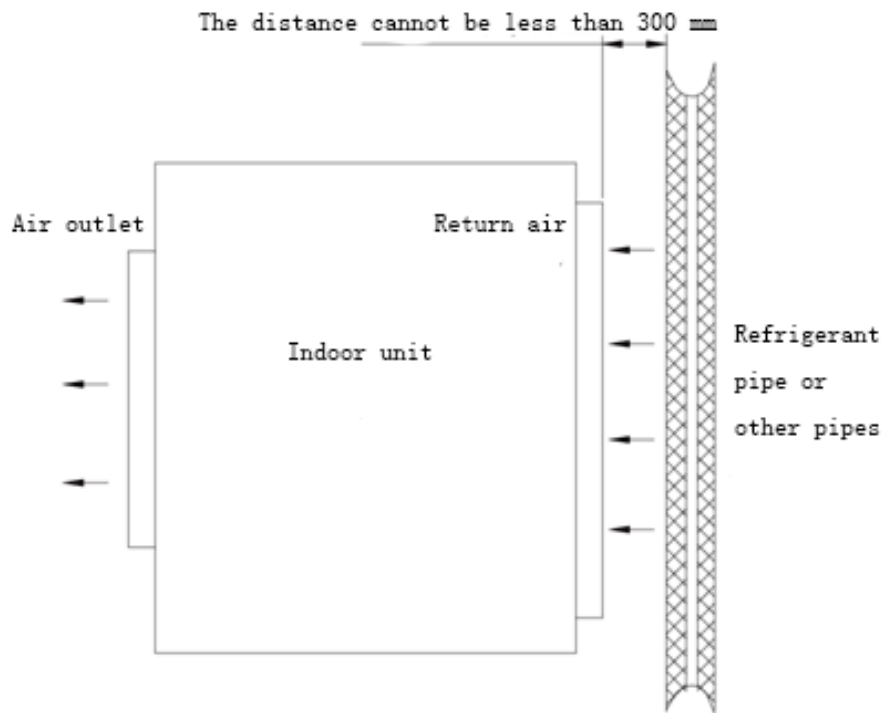 The distance cannot be less than 300 mm
Air outlet
Return air
Indoor unit
Refrigerant
pipe or
other pipes